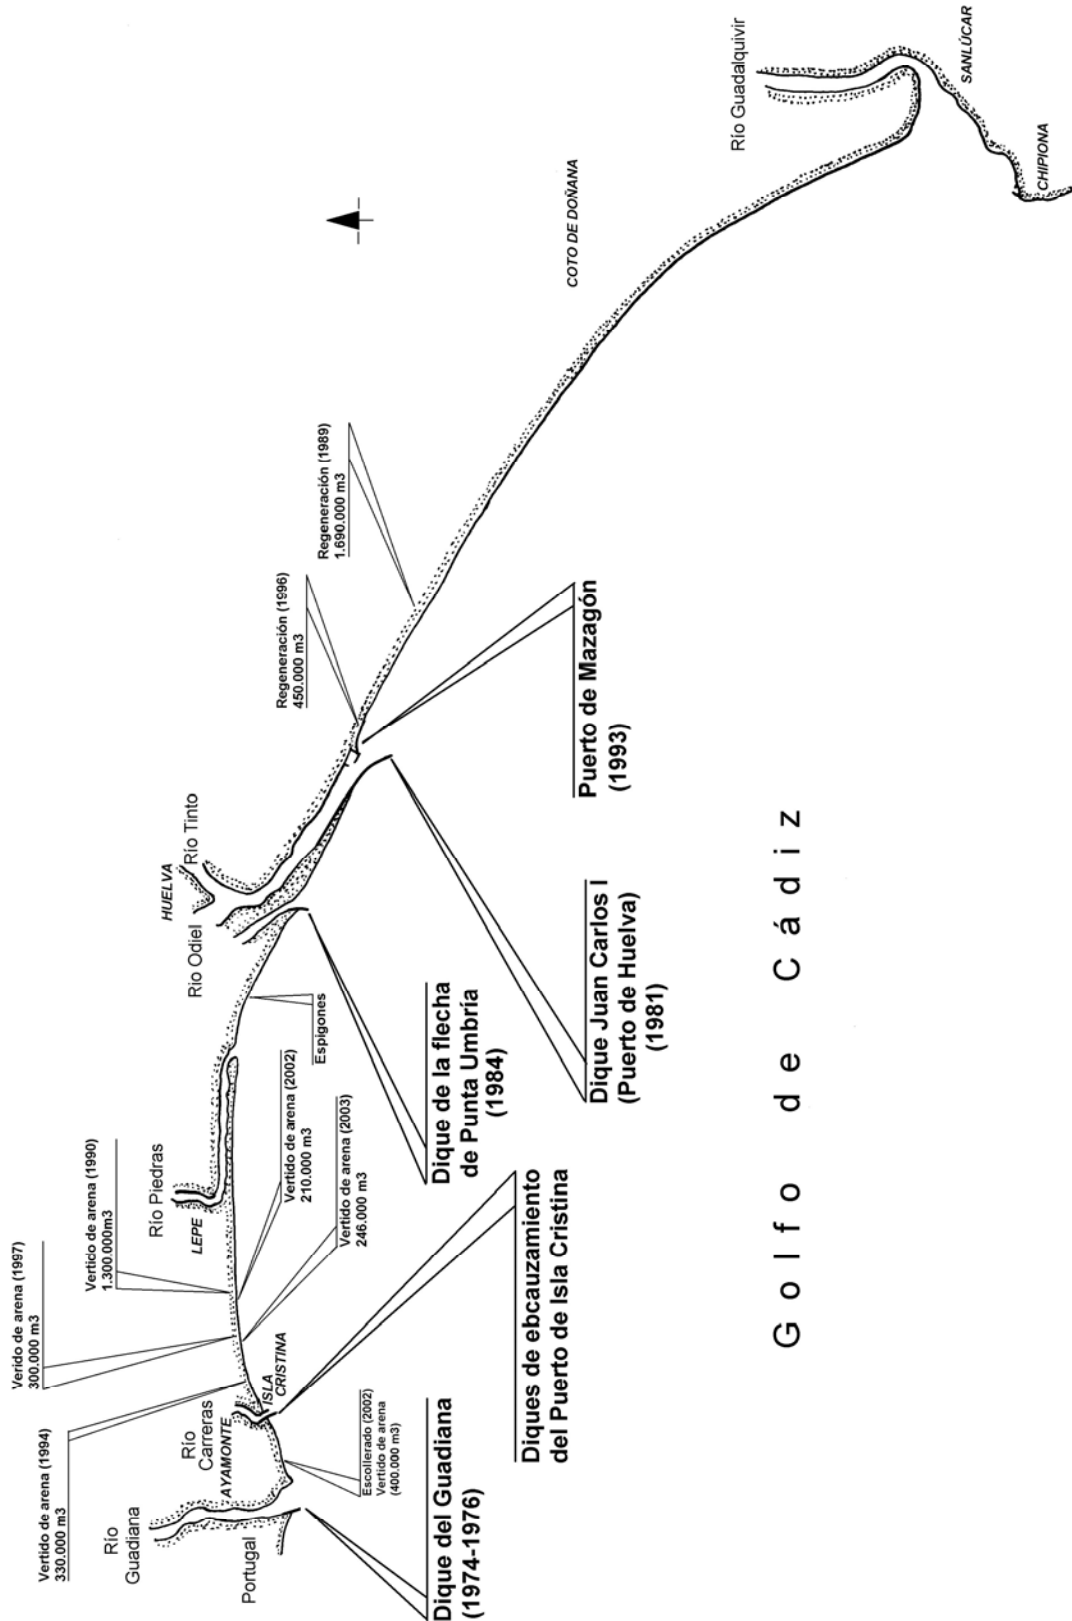 Río
Guadiana
Portugal
AYAMONTE
Río
Carreras
ISLA
CRISTINA
Vertido de arena (1994)
330.000 m3
Verido de arena (1997)
300.000 m3
Verticio de arena (1990)
1.300.000m3
LEPE
Río Piedras
Vertido de arena (2002)
210.000 m3
Vertido de arena (2003)
246.000 m3
Escollerado (2002)
Vertido de arena
(400.000 m3)
Dique del Guadiana
(1974-1976)
Diques de ebcauzamiento
del Puerto de Isla Cristina
Espigones
Río Odiel
HUELVA
Río Tinto
Dique de la flecha
de Punta Umbría
(1984)
Dique Juan Carlos I
(Puerto de Huelva)
(1981)
Regeneración (1996)
450.000 m3
Regeneración (1989)
1.690.000 m3
Puerto de Mazagón
(1993)
COTO DE DOÑANA
Río Guadalquivir
SANLÚCAR
CHIPIONA
Golfo de Cádiz